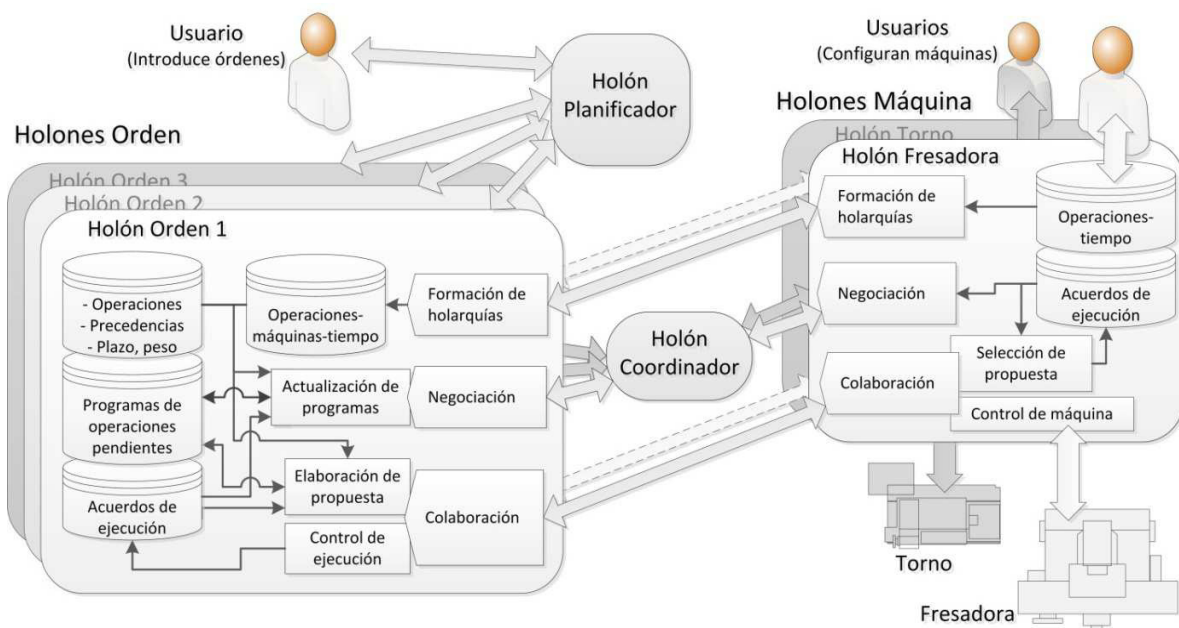 Usuario
(Introduce órdenes)
Holón
Planificador
Usuarios
(Configuran máquinas)
Holones Orden
Holón Orden 3
Holón Orden 2
Holón Orden 1
- Operaciones
- Precedencias
- Plazo, peso
Operaciones-
máquinas-tiempo
Formación de
holarquías
Programas de
operaciones
pendientes
Actualización de
programas
Negociación
Acuerdos de
ejecución
Elaboración de
propuesta
Control de
ejecución
Colaboración
Holón
Coordinador
Holones Máquina
Holón Torno
Holón Fresadora
Formación de
holarquías
Operaciones-
tiempo
Negociación
Acuerdos de
ejecución
Selección de
propuesta
Colaboración
Control de máquina
Torno
Fresadora